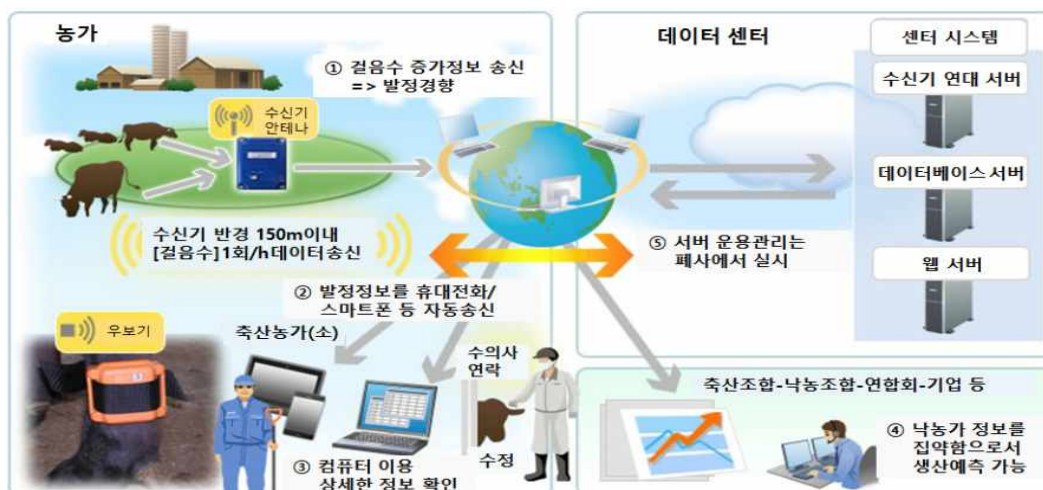 농가
① 걸음수 증가정보 송신
=> 발정경향
수신기
안테나
수신기 반경 150m이내
[걸음수]1회/h데이터송신
② 발정정보를 휴대전화/
스마트폰 등 자동송신
우보기
축산농가(소)
수의사
연락
수정
③ 컴퓨터 이용
상세한 정보 확인
데이터 센터
센터 시스템
수신기 연대 서버
데이터베이스 서버
웹 서버
⑤ 서버 운용관리는
폐사에서 실시
축산조합-낙농조합-연합회-기업 등
④ 낙농가 정보를
집약함으로서
생산예측 가능